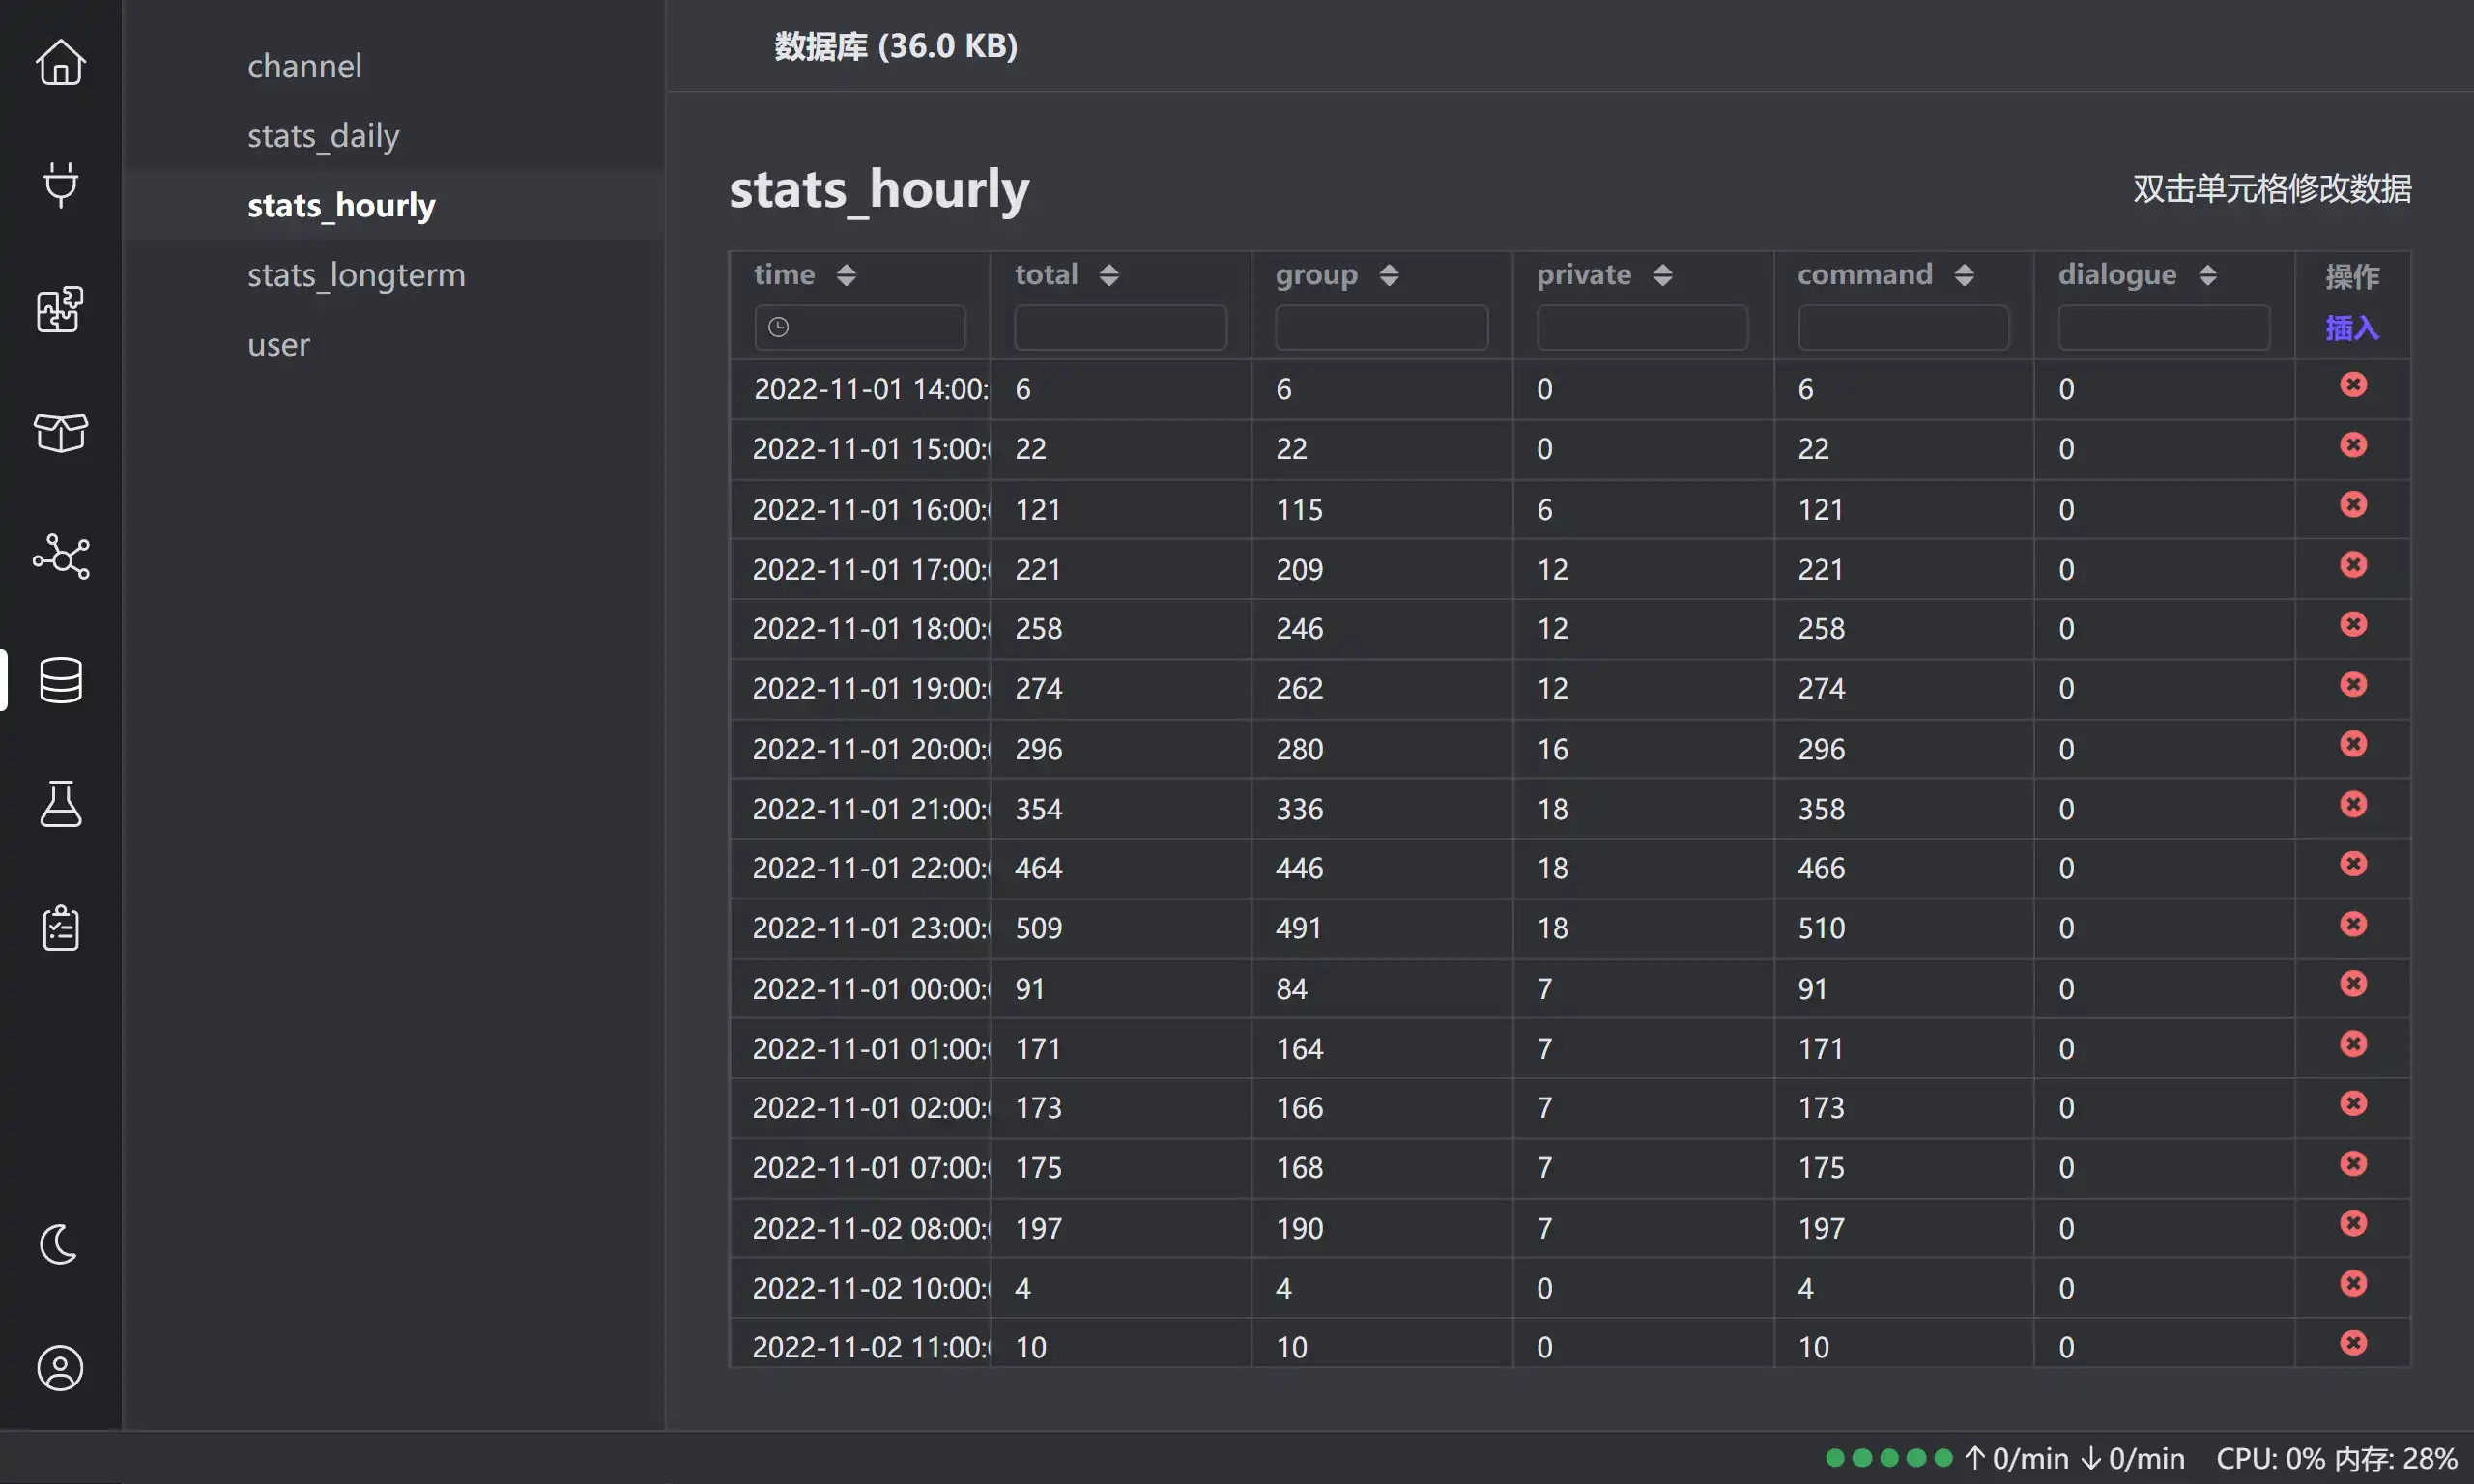 channel
stats_daily
stats_hourly
stats_longterm
user
数据库 (36.0 KB)
stats_hourly
双击单元格修改数据
time total group private command dialogue 操作
插入
2022-11-01 14:00: 6 6 0 6 0
2022-11-01 15:00: 22 22 0 22 0
2022-11-01 16:00: 121 115 6 121 0
2022-11-01 17:00: 221 209 12 221 0
2022-11-01 18:00: 258 246 12 258 0
2022-11-01 19:00: 274 262 12 274 0
2022-11-01 20:00: 296 280 16 296 0
2022-11-01 21:00: 354 336 18 358 0
2022-11-01 22:00: 464 446 18 466 0
2022-11-01 23:00: 509 491 18 510 0
2022-11-01 00:00: 91 84 7 91 0
2022-11-01 01:00: 171 164 7 171 0
2022-11-01 02:00: 173 166 7 173 0
2022-11-01 07:00: 175 168 7 175 0
2022-11-02 08:00: 197 190 7 197 0
2022-11-02 10:00: 4 4 0 4 0
2022-11-02 11:00: 10 10 0 10 0
↑ 0/min ↓ 0/min CPU: 0% 内存: 28%